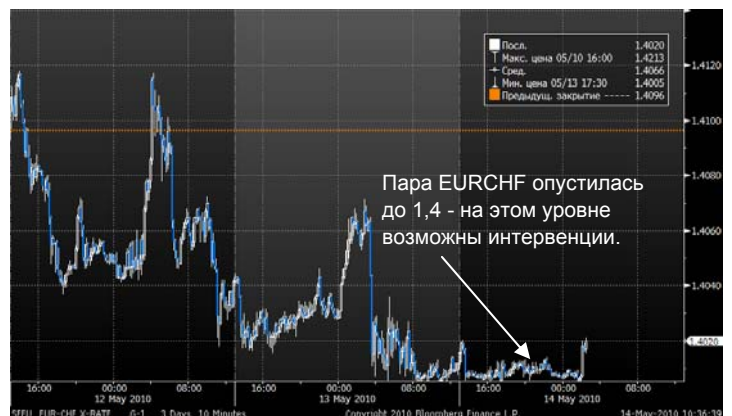 Посл. 1.4020
Макс. цена 05/10 16:00 1.4213
Сред. 1.4066
Мин. цена 05/13 17:30 1.4005
Предыдущ. закрытие ----- 1.4096
1.4120
1.4100
1.4080
1.4060
1.4040
1.4020
Пара EURCHF опустилась
до 1,4 - на этом уровне
возможны интервенции.
16:00 00:00 08:00 16:00 00:00 08:00 16:00 00:00 08:00
12 May 2010 13 May 2010 14 May 2010
EUR-CHF X-RATE G-1 3 Days 10 Minutes Copyright 2010 Bloomberg Finance L.P. 14-May-2010 10:36:39